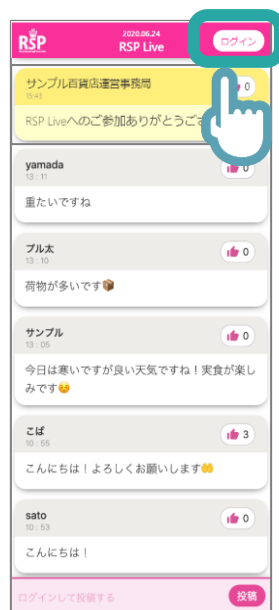 RSP
2020.06.24
RSP Live
ログイン
サンプル百貨店運営事務局
15:43
0
RSP Liveへのご参加ありがとうござ
yamada
13:11
0
重たいですね
プル太
13:10
0
荷物が多いです📦
サンプル
13:05
0
今日は寒いですが良い天気ですね！実食が楽し
みです😊
こば
10:55
3
こんにちは！よろしくお願いします🤲
sato
10:53
0
こんにちは！
ログインして投稿する
投稿